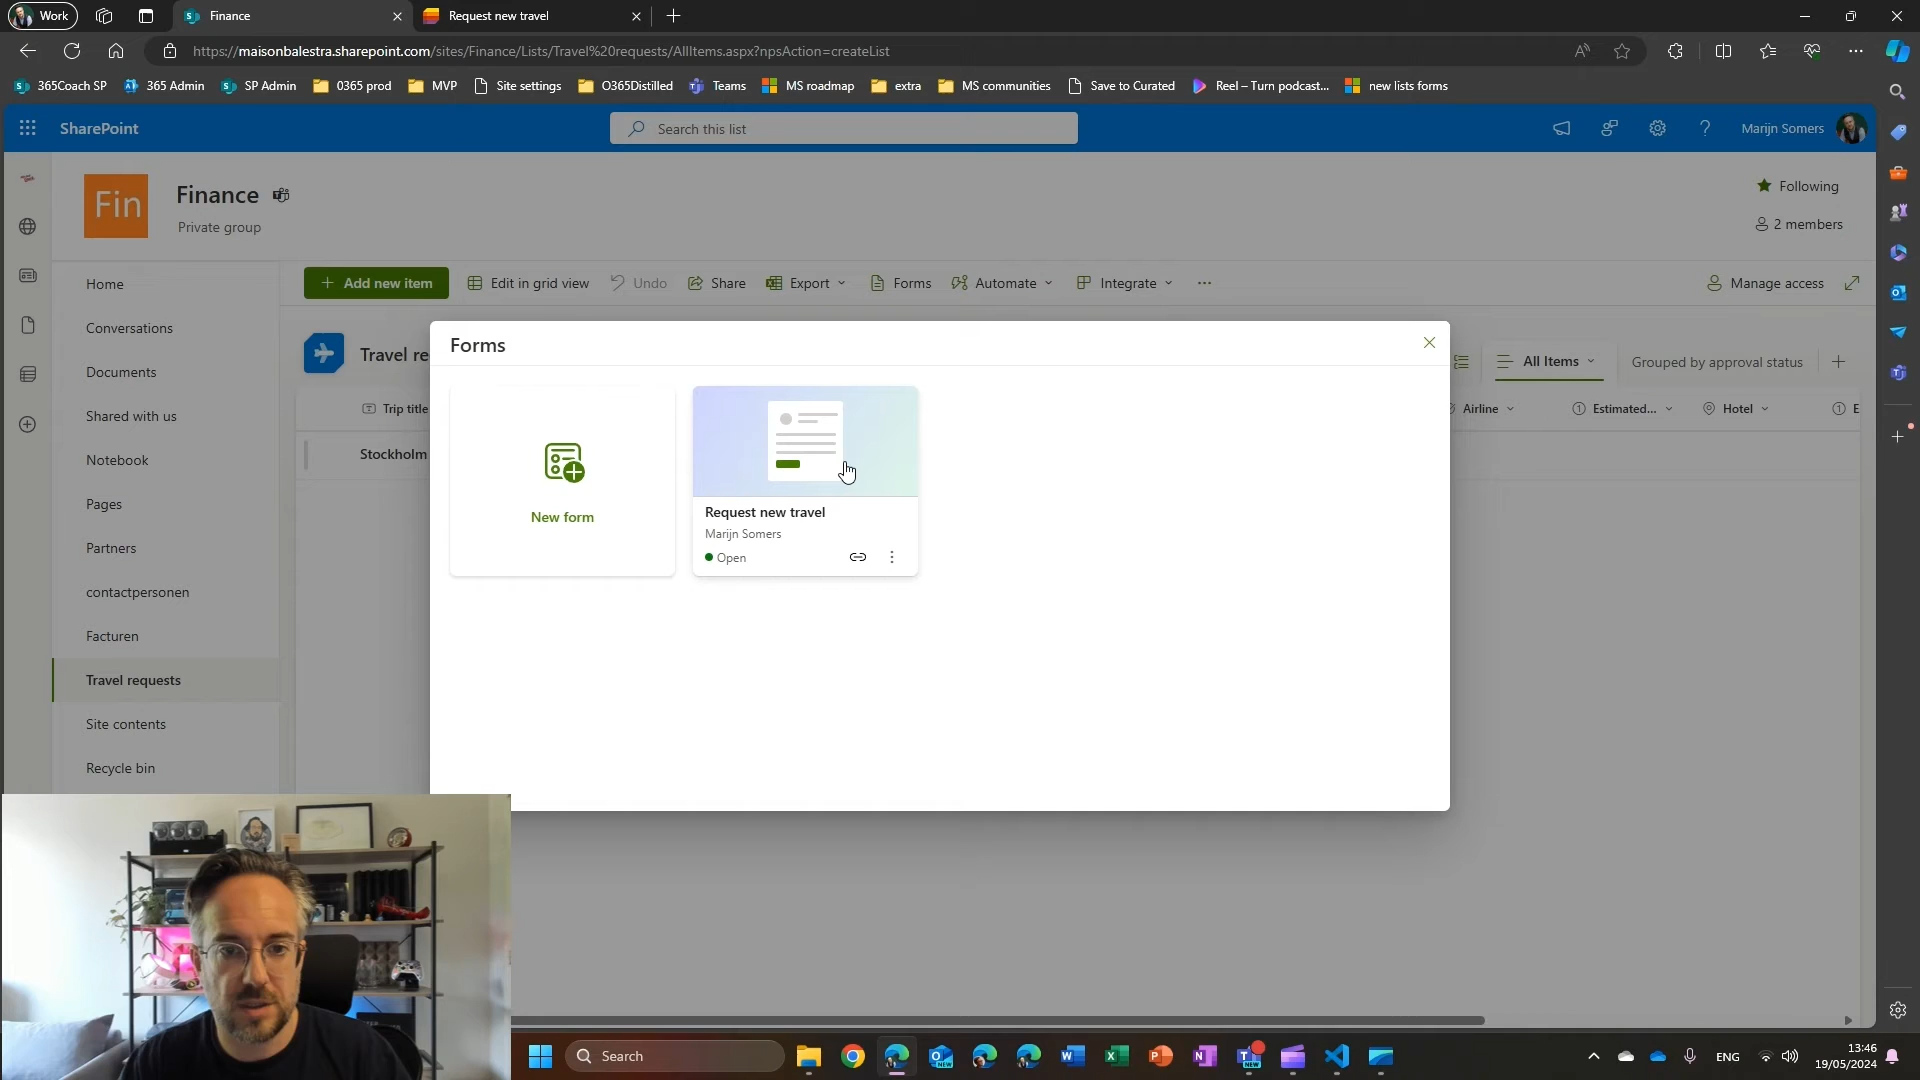 Work
Finance
Request new travel
https://maisonbalestra.sharepoint.com/sites/Finance/Lists/Travel%20requests/AllItems.aspx?npsAction=createList
365Coach SP
365 Admin
SP Admin
0365 prod
MVP
Site settings
O365Distilled
Teams
MS roadmap
extra
MS communities
Save to Curated
Reel – Turn podcast...
new lists forms
SharePoint
Search this list
Marijn Somers
Fin
Finance
Private group
Following
2 members
Home
Conversations
Documents
Shared with us
Notebook
Pages
Partners
contactpersonen
Facturen
Travel requests
Site contents
Recycle bin
Add new item
Edit in grid view
Undo
Share
Export
Forms
Automate
Integrate
Manage access
Travel re
All Items
Grouped by approval status
Trip title
Airline
Estimated...
Hotel
E
Stockholm
Forms
New form
Request new travel
Marijn Somers
Open
Search
ENG
13:46
19/05/2024